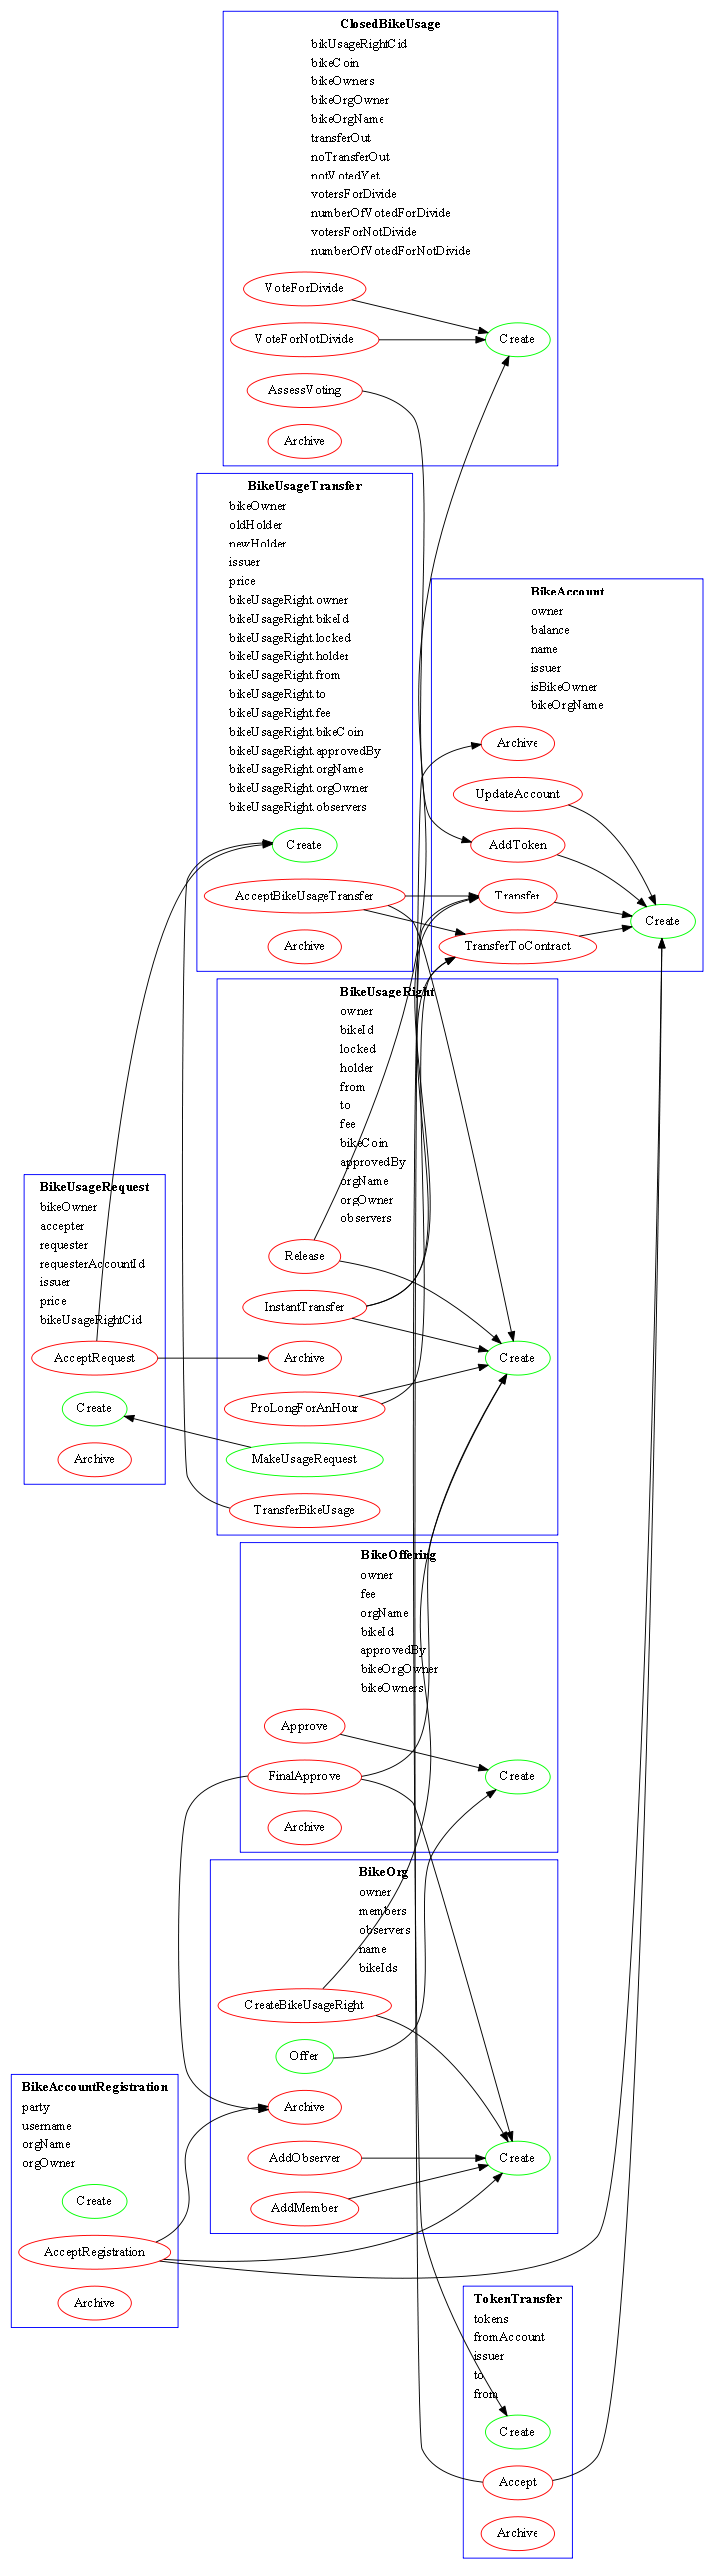 ClosedBikeUsage
bikUsageRightCid
bikeCoin
bikeOwners
bikeOrgOwner
bikeOrgName
transferOut
noTransferOut
notVotedYet
votersForDivide
numberOfVotedForDivide
votersForNotDivide
numberOfVotedForNotDivide
VoteForDivide
VoteForNotDivide
Create
AssessVoting
Archive
BikeUsageTransfer
bikeOwner
oldHolder
newHolder
issuer
price
bikeUsageRight.owner
bikeUsageRight.bikeId
bikeUsageRight.locked
bikeUsageRight.holder
bikeUsageRight.from
bikeUsageRight.to
bikeUsageRight.fee
bikeUsageRight.bikeCoin
bikeUsageRight.approvedBy
bikeUsageRight.orgName
bikeUsageRight.orgOwner
bikeUsageRight.observers
Create
AcceptBikeUsageTransfer
Archive
BikeAccount
owner
balance
name
issuer
isBikeOwner
bikeOrgName
Archive
UpdateAccount
AddToken
Transfer
Create
TransferToContract
BikeUsageRight
owner
bikeId
locked
holder
from
to
fee
bikeCoin
approvedBy
orgName
orgOwner
observers
Release
InstantTransfer
Archive
Create
ProLongForAnHour
MakeUsageRequest
TransferBikeUsage
BikeUsageRequest
bikeOwner
accepter
requester
requesterAccountId
issuer
price
bikeUsageRightCid
AcceptRequest
Create
Archive
BikeOffering
owner
fee
orgName
bikeId
approvedBy
bikeOrgOwner
bikeOwners
Approve
FinalApprove
Create
Archive
BikeOrg
owner
members
observers
name
bikeIds
CreateBikeUsageRight
Offer
Archive
AddObserver
Create
AddMember
BikeAccountRegistration
party
username
orgName
orgOwner
Create
AcceptRegistration
Archive
TokenTransfer
tokens
fromAccount
issuer
to
from
Create
Accept
Archive